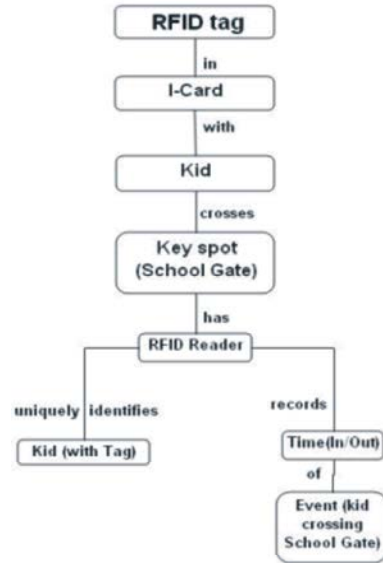 RFID tag
in
I-Card
with
Kid
crosses
Key spot
(School Gate)
has
RFID Reader
uniquely identifies
records
Kid (with Tag)
Time(In/Out)
of
Event (kid
crossing
School Gate)